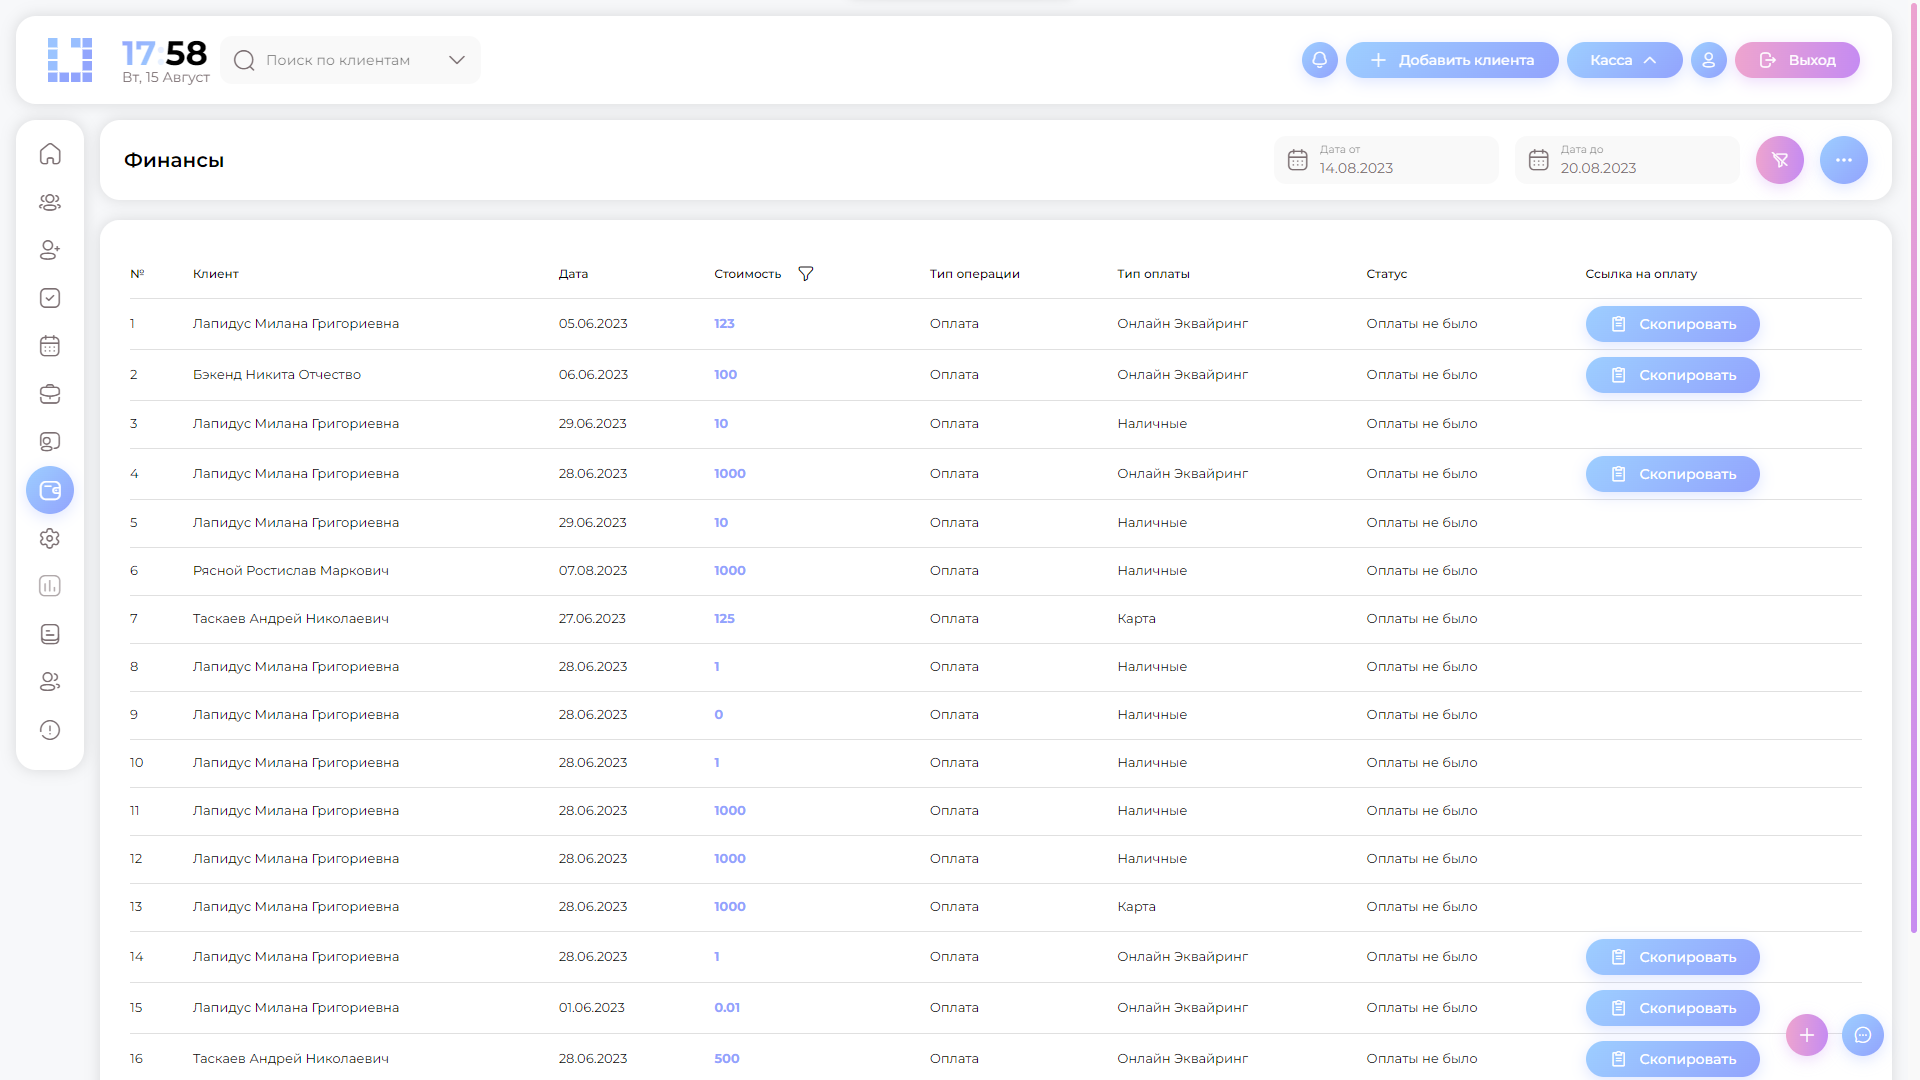 17:58
Вт, 15 Август
Поиск по клиентам
Добавить клиента
Касса
Выход
Финансы
Дата от
14.08.2023
Дата до
20.08.2023
№ Клиент Дата Стоимость Тип операции Тип оплаты Статус Ссылка на оплату
1 Лапидус Милана Григориевна 05.06.2023 123 Оплата Онлайн Эквайринг Оплаты не было Скопировать
2 Бэкенд Никита Отчество 06.06.2023 100 Оплата Онлайн Эквайринг Оплаты не было Скопировать
3 Лапидус Милана Григориевна 29.06.2023 10 Оплата Наличные Оплаты не было
4 Лапидус Милана Григориевна 28.06.2023 1000 Оплата Онлайн Эквайринг Оплаты не было Скопировать
5 Лапидус Милана Григориевна 29.06.2023 10 Оплата Наличные Оплаты не было
6 Рясной Ростислав Маркович 07.08.2023 1000 Оплата Наличные Оплаты не было
7 Таскаев Андрей Николаевич 27.06.2023 125 Оплата Карта Оплаты не было
8 Лапидус Милана Григориевна 28.06.2023 1 Оплата Наличные Оплаты не было
9 Лапидус Милана Григориевна 28.06.2023 0 Оплата Наличные Оплаты не было
10 Лапидус Милана Григориевна 28.06.2023 1 Оплата Наличные Оплаты не было
11 Лапидус Милана Григориевна 28.06.2023 1000 Оплата Наличные Оплаты не было
12 Лапидус Милана Григориевна 28.06.2023 1000 Оплата Наличные Оплаты не было
13 Лапидус Милана Григориевна 28.06.2023 1000 Оплата Карта Оплаты не было
14 Лапидус Милана Григориевна 28.06.2023 1 Оплата Онлайн Эквайринг Оплаты не было Скопировать
15 Лапидус Милана Григориевна 01.06.2023 0.01 Оплата Онлайн Эквайринг Оплаты не было Скопировать
16 Таскаев Андрей Николаевич 28.06.2023 500 Оплата Онлайн Эквайринг Оплаты не было Скопировать